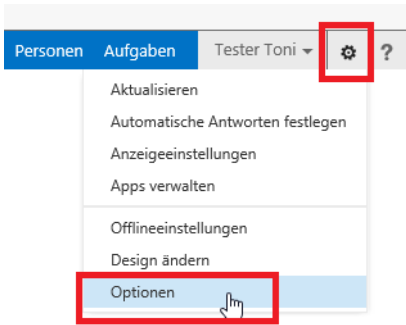 Personen Aufgaben Tester Toni ?
Aktualisieren
Automatische Antworten festlegen
Anzeigeeinstellungen
Apps verwalten
Offlineeinstellungen
Design ändern
Optionen